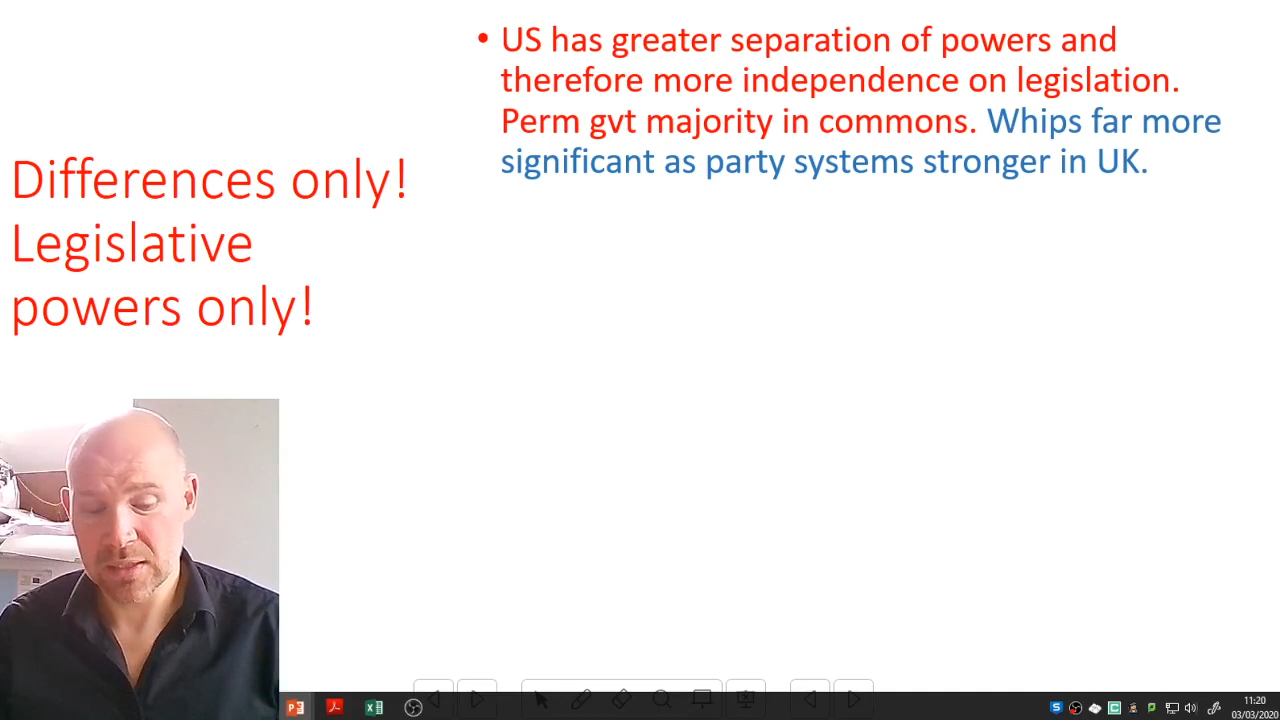 Differences only!
Legislative
powers only!
• US has greater separation of powers and
therefore more independence on legislation.
Perm gvt majority in commons. Whips far more
significant as party systems stronger in UK.
11:20
03/03/2020